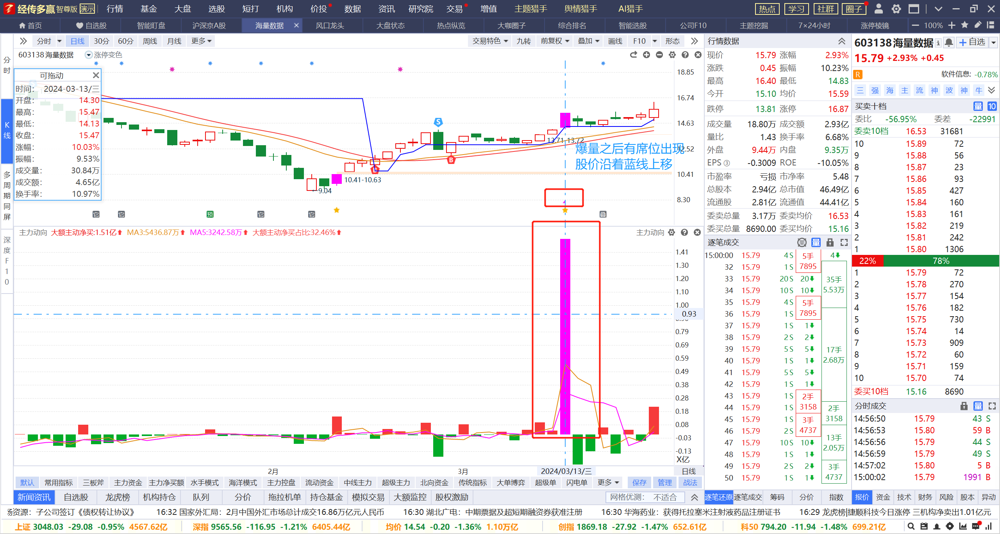 经传多赢 智尊版 演示 行情 基金 大盘 选股 短打 机构 价投 数据 资讯 研究院 交易 增值 主题猎手 舆情猎手 AI猎手 热点 学习 社群 圈子
首页 自选股 智能盯盘 沪深京A股 海量数据 风口龙头 大盘状态 热点纵览 大咖圈子 综合排名 智能选股 公司F10 主题挖掘 7×24小时 涨停棱镜 100%
分时 日线 30分 60分 周线 月线 更多 交易特色 九转 前复权 叠加 画线 F10 形态
603138海量数据 涨停变色
分时
K线
多周期同屏
深度F10
可拖动
时间: 2024-03-13/三
开盘: 14.30
最高: 15.47
最低: 14.13
收盘: 15.47
涨幅: 10.03%
振幅: 9.53%
成交量: 30.84万
成交额: 4.65亿
换手率: 10.97%
18.85
16.74
14.63
12.52
10.41
8.30
S
B
13.71-13.72
10.41-10.63
←9.04
爆量之后有席位出现
股价沿着蓝线上移
它 它 预 它 它 叠
主力动向 大额主动净买:1.51亿 MA3:5436.87万 MA5:3242.58万 大额主动净买占比:32.46% 主力动向
1.41
1.30
1.20
1.10
1.00
0.93
0.79
0.69
0.59
0.49
0.38
0.28
0.18
0.08
-0.03
-0.13
X亿
2月 3月 2024/03/13/三 日线
默认 常用指标 三板斧 主力资金 主力净买额 水手模式 海洋模式 主力控盘 流动资金 中线主力 超级主力 北向资金 传统指标 大单博弈 超级单 闪电单 更多 保存 管理 战法
新闻资讯 自选股 龙虎榜 机构持仓 队列 分价 拖拉机单 持仓基金 模拟交易 大额监控 股权激励 网格优测: 不适合
行情数据
现价 15.79 涨幅 2.93%
涨跌 0.45 振幅 10.23%
最高 16.40 最低 14.83
今开 15.10 均价 15.59
跌停 13.81 涨停 16.87
成交量 18.80万 成交额 2.93亿
量比 1.43 换手率 6.68%
外盘 9.44万 内盘 9.35万
EPS ③ -0.3009 ROE -10.05%
市盈率 亏损 市净率 5.48
总股本 2.94亿 总市值 46.49亿
流通股 2.81亿 流通值 44.41亿
委卖总量 3.17万 委卖均价 16.53
委买总量 8690.00 委买均价 15.16
逐笔成交 单 量
15:00:00 15.79 4 S
32 15.79 1 S
33 15.79 20 S 20
34 15.79 10 S 10
35 15.79 4 S
36 15.79 1 S
37 15.79 1 S 1
38 15.79 2 S 2
39 15.79 5 S 5
40 15.79 1 S 1
41 15.79 5 S 5
42 15.79 1 S 1
43 15.79 1 S
44 15.79 1 S
45 15.79 1 S
46 15.79 2 S
47 15.79 10 S 10
48 15.79 1 S 1
49 15.79 2 S 2
50 15.79 1 S 1
5手
7895
5手
7895
2手
3158
3手
4737
4
35手
5.53万
17手
2.68万
2手
3158
13手
2.05万
3手
4737
逐笔还原 逐笔成交 筹码 分价 指数
603138海量数据 自选
15.79 +2.93% +0.45
R 软件信息: -0.78%
三 强 海 主 流 神 波 神 牛
买卖十档 量 10
委比 -56.95% 委差 -22991
委卖10档 16.53 31681
10 15.89 72
9 15.88 56
8 15.87 23
7 15.86 93
6 15.85 427
5 15.84 160
4 15.83 161
3 15.82 219
2 15.81 242
1 15.80 1306
22% 78%
1 15.79 72
2 15.78 270
3 15.77 154
4 15.76 182
5 15.75 730
6 15.74 14
7 15.73 909
8 15.72 60
9 15.71 159
10 15.70 74
委买10档 15.16 8690
分时成交 量
14:56:50 15.79 43 S
14:56:53 15.80 59 B
14:56:56 15.79 44 S
14:56:59 15.79 49 S
14:57:02 15.80 5 B
15:00:02 15.79 1991 B
报价 资金 技术 财务 风险 股本 异动
资源: 子公司签订《债权转让协议》 16:32 国家外汇局: 2月中国外汇市场总计成交16.86万亿元人民币 16:30 湖北广电: 中期票据及超短期融资券获准注册 16:30 华海药业: 获得托拉塞米注射液药品注册证书 16:29 龙虎榜|捷顺科技今日涨停 三机构净卖出1.01亿元
上证 3048.03 -29.08 -0.95% 4567.62亿 深指 9565.56 -116.95 -1.21% 6405.44亿 均价 14.54 -0.20 -1.36% 1.10万亿 创指 1869.18 -27.92 -1.47% 652.61亿 科50 794.20 -11.94 -1.48% 699.21亿